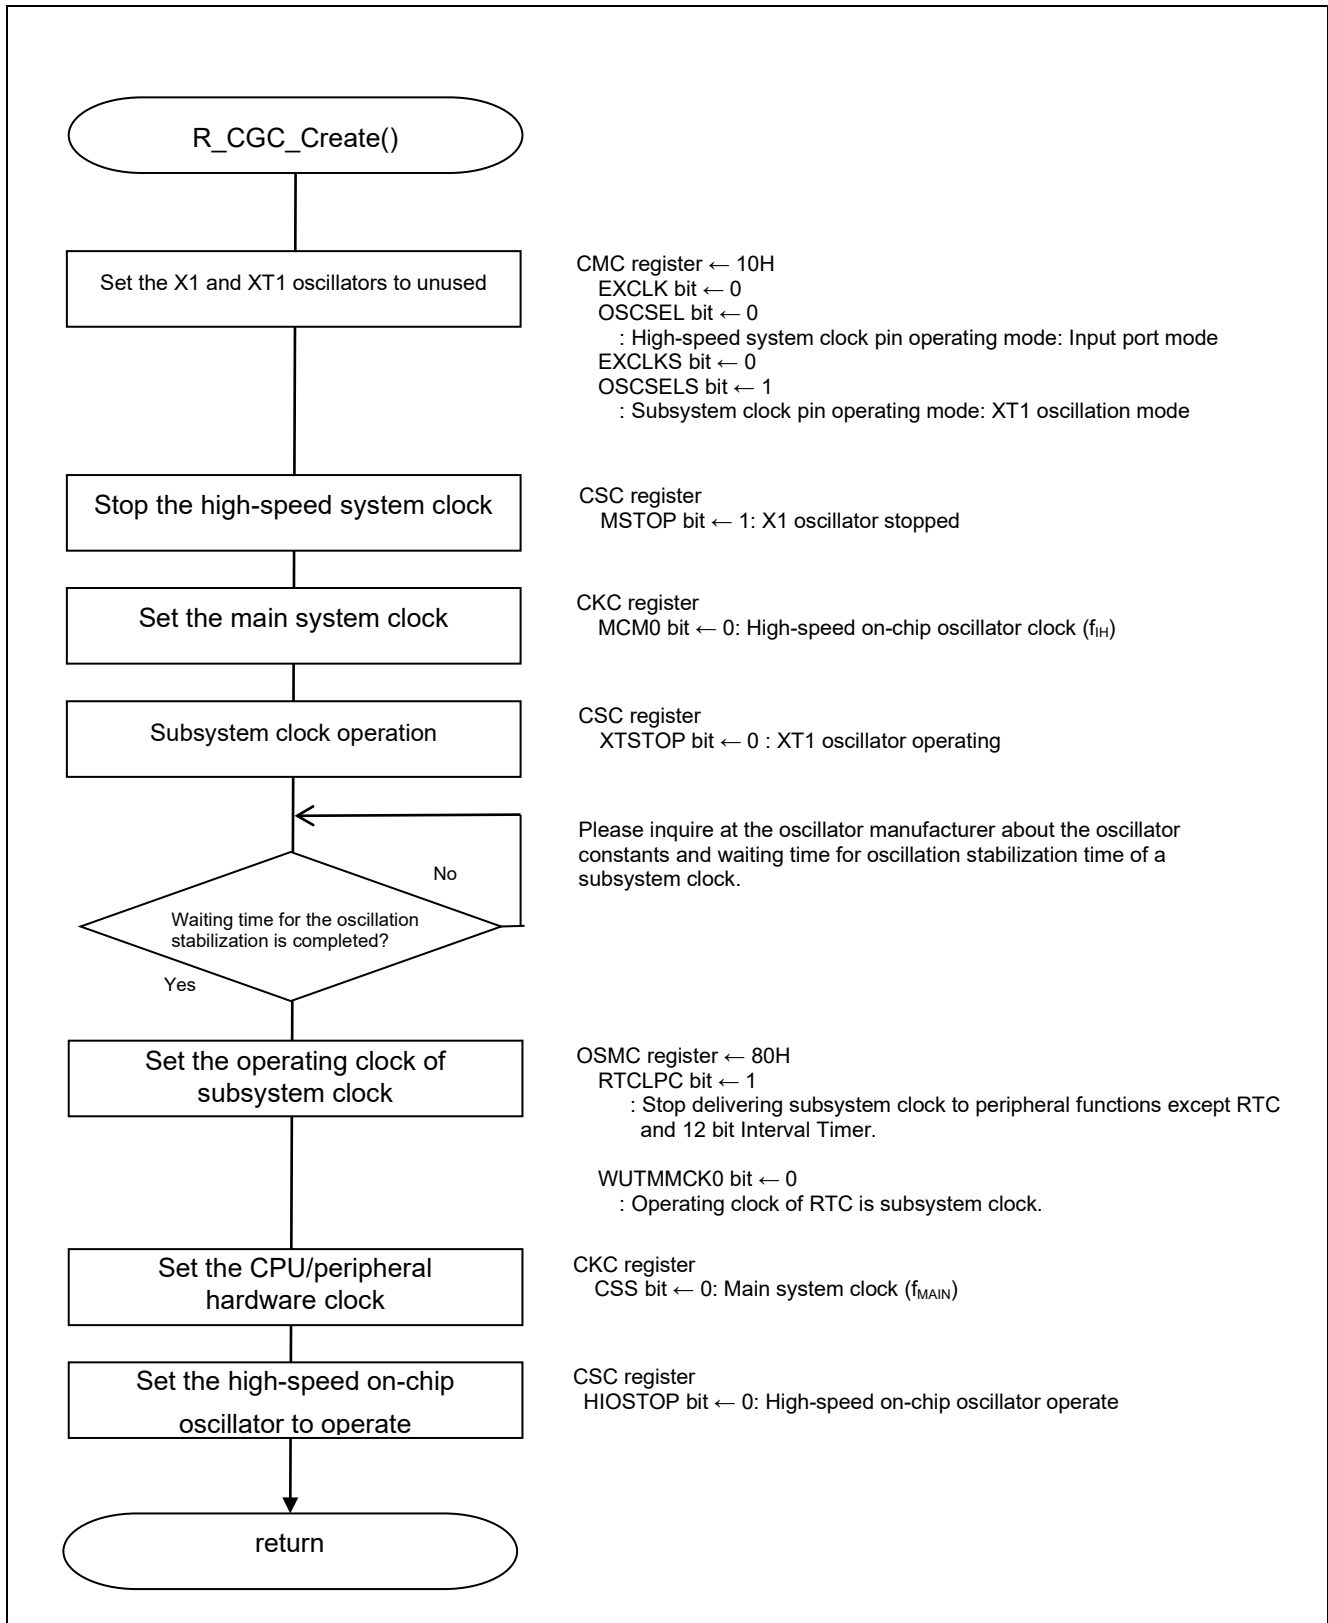 R_CGC_Create()
Set the X1 and XT1 oscillators to unused
CMC register ← 10H
EXCLK bit ← 0
OSCSEL bit ← 0
: High-speed system clock pin operating mode: Input port mode
EXCLKS bit ← 0
OSCSELS bit ← 1
: Subsystem clock pin operating mode: XT1 oscillation mode
Stop the high-speed system clock
CSC register
MSTOP bit ← 1: X1 oscillator stopped
Set the main system clock
CKC register
MCM0 bit ← 0: High-speed on-chip oscillator clock (fIH)
Subsystem clock operation
CSC register
XTSTOP bit ← 0 : XT1 oscillator operating
Please inquire at the oscillator manufacturer about the oscillator
constants and waiting time for oscillation stabilization time of a
subsystem clock.
No
Waiting time for the oscillation
stabilization is completed?
Yes
Set the operating clock of
subsystem clock
OSMC register ← 80H
RTCLPC bit ← 1
: Stop delivering subsystem clock to peripheral functions except RTC
and 12 bit Interval Timer.
WUTMMCK0 bit ← 0
: Operating clock of RTC is subsystem clock.
Set the CPU/peripheral
hardware clock
CKC register
CSS bit ← 0: Main system clock (fMAIN)
Set the high-speed on-chip
oscillator to operate
CSC register
HIOSTOP bit ← 0: High-speed on-chip oscillator operate
return